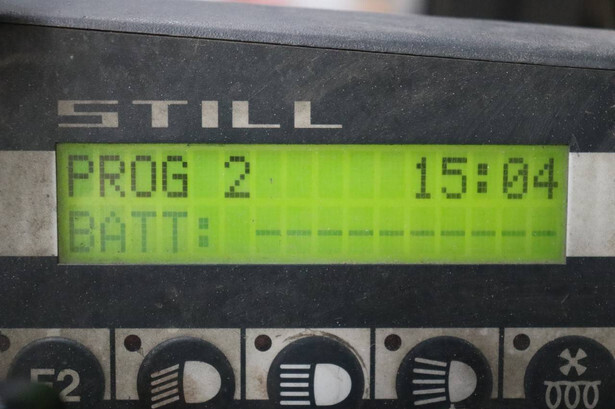 STILL
PROG 2 15:04
BATT: ----------
F2